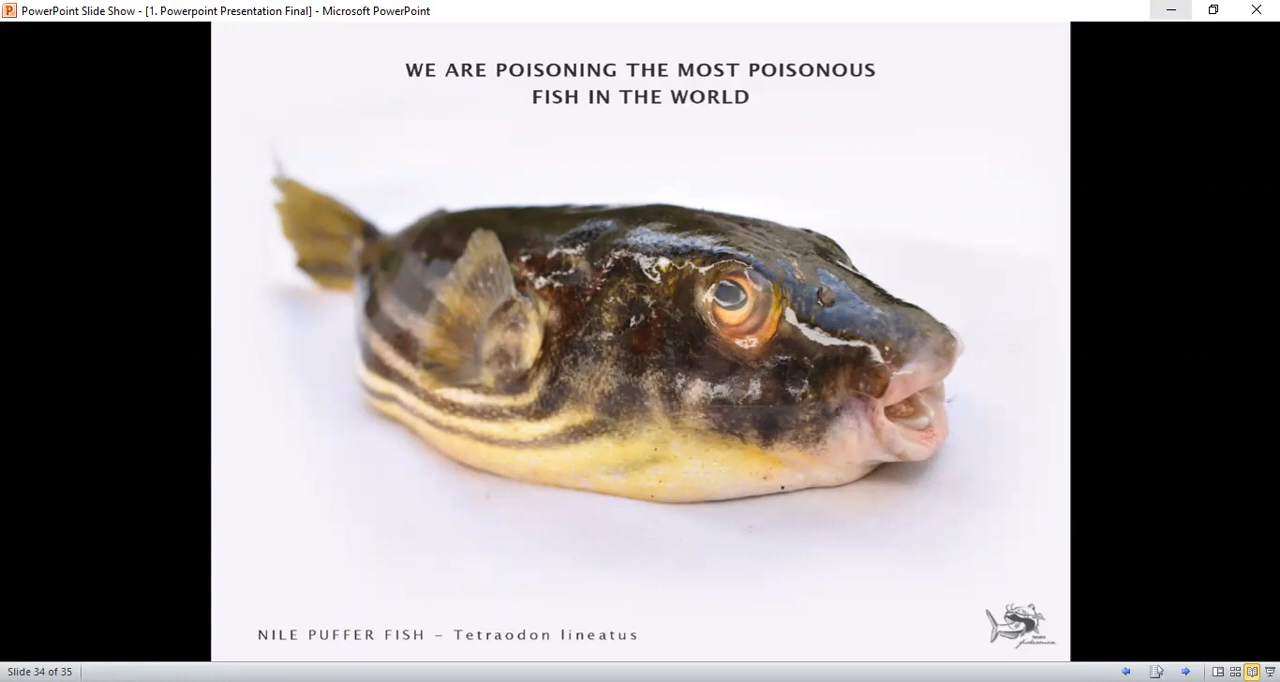 PowerPoint Slide Show - [1. Powerpoint Presentation Final] - Microsoft PowerPoint
WE ARE POISONING THE MOST POISONOUS
FISH IN THE WORLD
NILE PUFFER FISH – Tetraodon lineatus
Slide 34 of 35